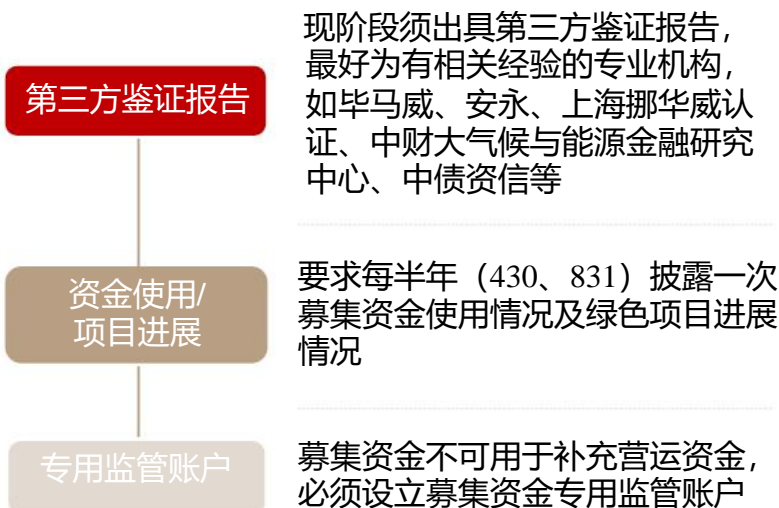 第三方鉴证报告
现阶段须出具第三方鉴证报告，
最好为有相关经验的专业机构，
如毕马威、安永、上海挪华威认
证、中财大气候与能源金融研究
中心、中债资信等
资金使用/
项目进展
要求每半年（430、831）披露一次
募集资金使用情况及绿色项目进展
情况
专用监管账户
募集资金不可用于补充营运资金，
必须设立募集资金专用监管账户